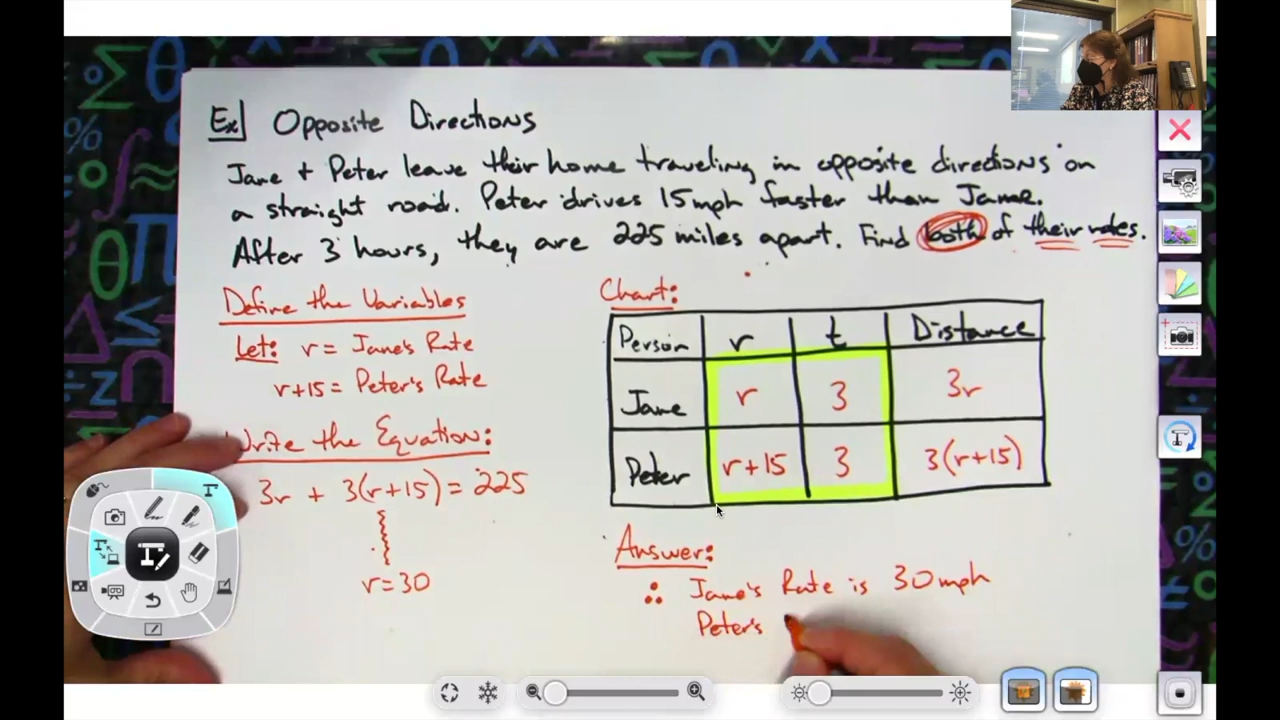 Ex Opposite Directions
Jane + Peter leave their home traveling in opposite directions on
a straight road. Peter drives 15mph faster than Jane.
After 3 hours, they are 225 miles apart. Find both of their rates.
Define the Variables
Let: r = Jane's Rate
r+15 = Peter's Rate
Write the Equation:
3r + 3(r+15) = 225
r=30
Chart:
Person r t Distance
Jane r 3 3r
Peter r+15 3 3(r+15)
Answer:
∴ Jane's Rate is 30mph
Peter's